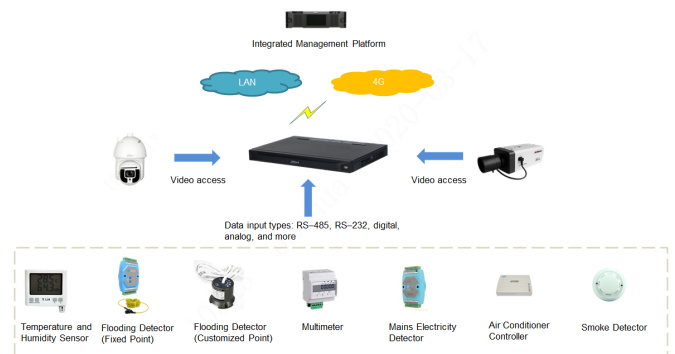 Integrated Management Platform
LAN
4G
Video access
Video access
Data input types: RS–485, RS–232, digital,
analog, and more
Temperature and
Humidity Sensor
Flooding Detector
(Fixed Point)
Flooding Detector
(Customized Point)
Multimeter
Mains Electricity
Detector
Air Conditioner
Controller
Smoke Detector